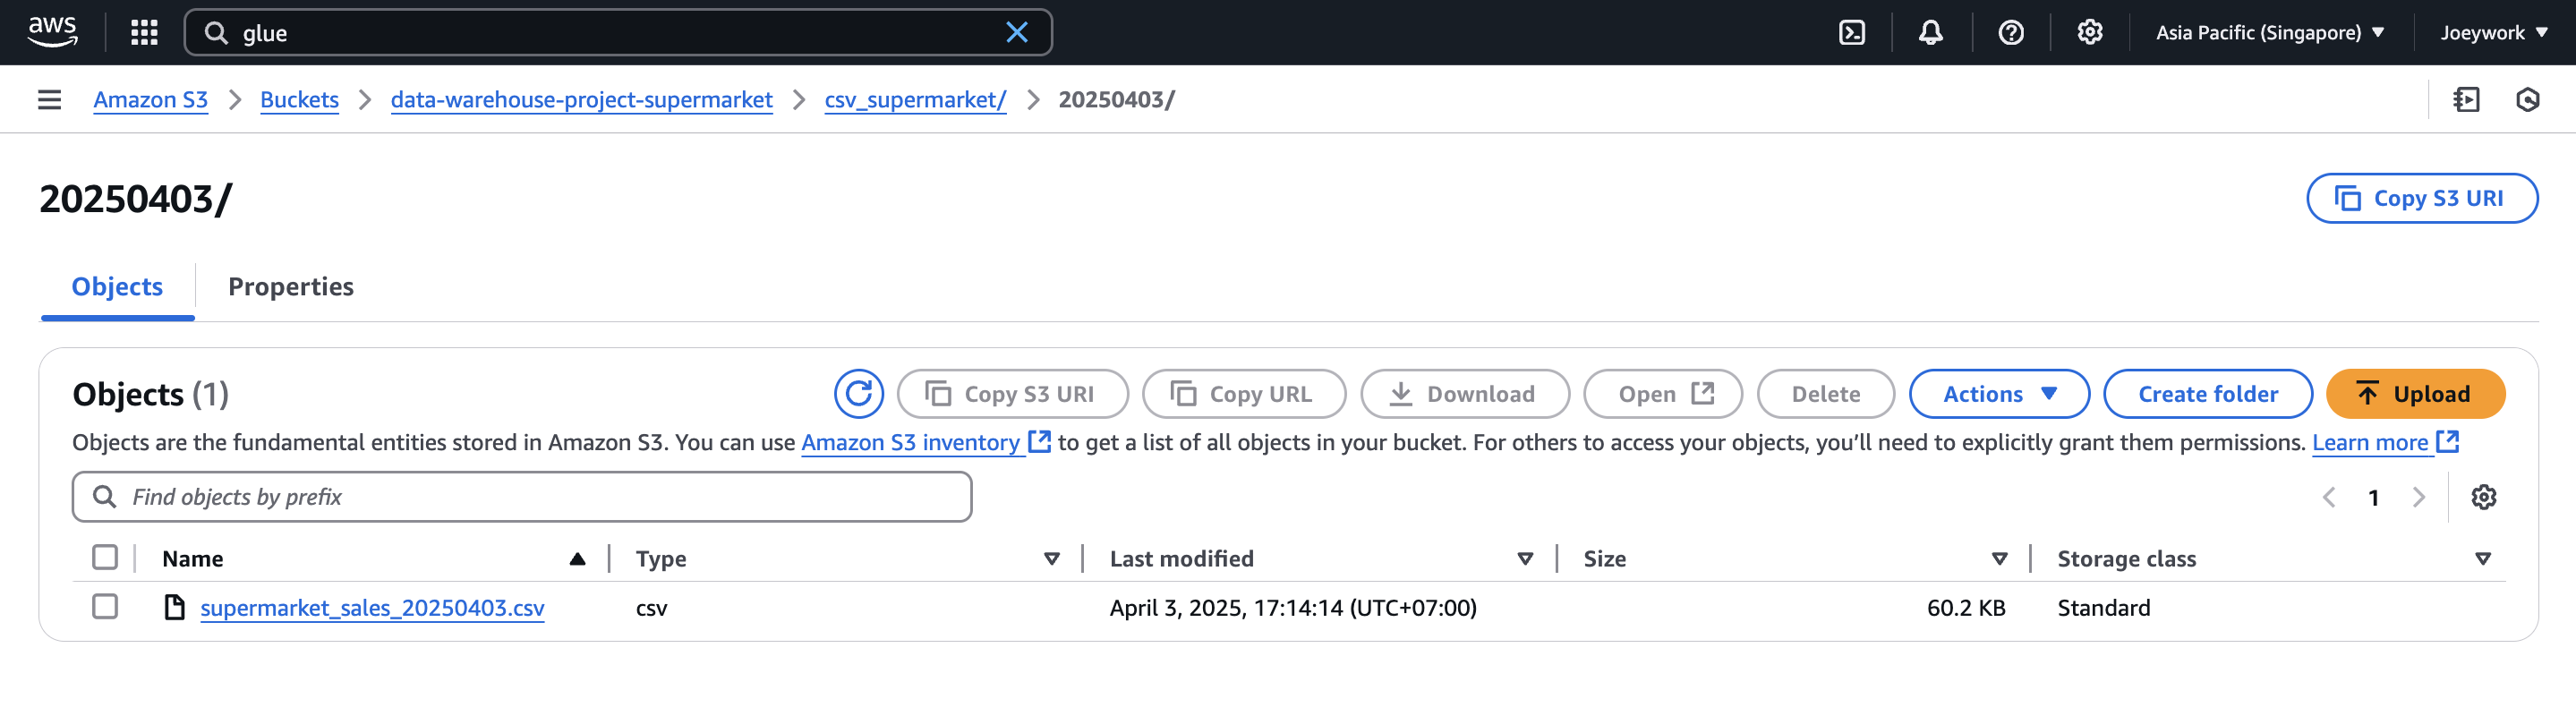 aws glue Asia Pacific (Singapore) Joeywork
Amazon S3 Buckets data-warehouse-project-supermarket csv_supermarket/ 20250403/
20250403/ Copy S3 URI
Objects Properties
Objects (1) Copy S3 URI Copy URL Download Open Delete Actions Create folder Upload
Objects are the fundamental entities stored in Amazon S3. You can use Amazon S3 inventory to get a list of all objects in your bucket. For others to access your objects, you’ll need to explicitly grant them permissions. Learn more
Find objects by prefix 1
Name Type Last modified Size Storage class
supermarket_sales_20250403.csv csv April 3, 2025, 17:14:14 (UTC+07:00) 60.2 KB Standard